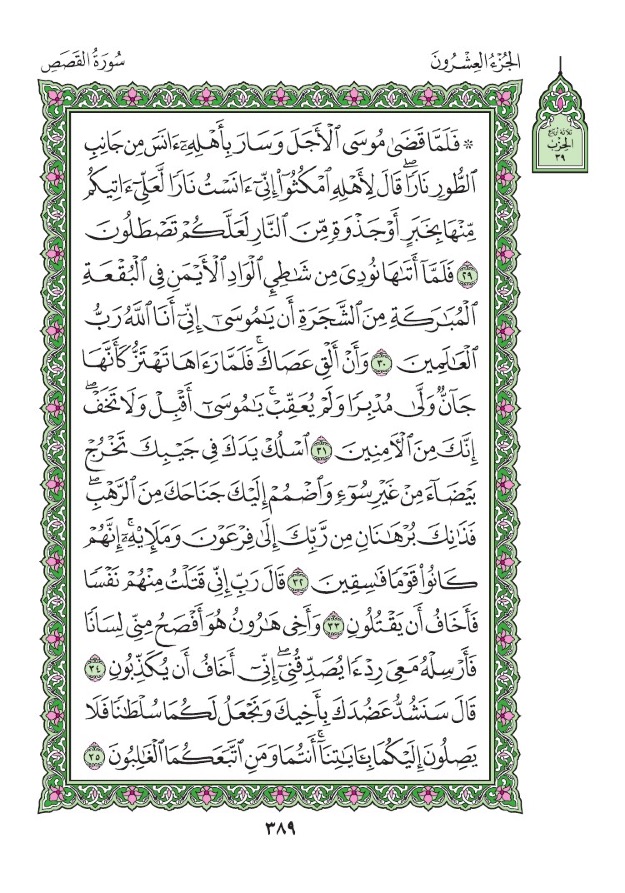 الجُزْءُ العِشْرُونَ
سُورَةُ القَصَصِ
ثلاثة أرباع
الحِزْب
٣٩
۞ فَلَمَّا قَضَىٰ مُوسَى ٱلْأَجَلَ وَسَارَ بِأَهْلِهِۦٓ ءَانَسَ مِن جَانِبِ
ٱلطُّورِ نَارًاۖ قَالَ لِأَهْلِهِ ٱمْكُثُوٓا۟ إِنِّىٓ ءَانَسْتُ نَارًا لَّعَلِّىٓ ءَاتِيكُم
مِّنْهَا بِخَبَرٍ أَوْ جَذْوَةٍ مِّنَ ٱلنَّارِ لَعَلَّكُمْ تَصْطَلُونَ
٢٩ فَلَمَّآ أَتَىٰهَا نُودِىَ مِن شَٰطِئِ ٱلْوَادِ ٱلْأَيْمَنِ فِى ٱلْبُقْعَةِ
ٱلْمُبَٰرَكَةِ مِنَ ٱلشَّجَرَةِ أَن يَٰمُوسَىٰٓ إِنِّىٓ أَنَا ٱللَّهُ رَبُّ
ٱلْعَٰلَمِينَ ٣٠ وَأَنْ أَلْقِ عَصَاكَۚ فَلَمَّا رَءَاهَا تَهْتَزُّ كَأَنَّهَا
جَآنٌّ وَلَّىٰ مُدْبِرًا وَلَمْ يُعَقِّبْۚ يَٰمُوسَىٰٓ أَقْبِلْ وَلَا تَخَفْۖ
إِنَّكَ مِنَ ٱلْءَامِنِينَ ٣١ ٱسْلُكْ يَدَكَ فِى جَيْبِكَ تَخْرُجْ
بَيْضَآءَ مِنْ غَيْرِ سُوٓءٍ وَٱضْمُمْ إِلَيْكَ جَنَاحَكَ مِنَ ٱلرَّهْبِۖ
فَذَٰنِكَ بُرْهَٰنَانِ مِن رَّبِّكَ إِلَىٰ فِرْعَوْنَ وَمَلَإِي۟هِۦٓۚ إِنَّهُمْ
كَانُوا۟ قَوْمًا فَٰسِقِينَ ٣٢ قَالَ رَبِّ إِنِّى قَتَلْتُ مِنْهُمْ نَفْسًا
فَأَخَافُ أَن يَقْتُلُونِ ٣٣ وَأَخِى هَٰرُونُ هُوَ أَفْصَحُ مِنِّى لِسَانًا
فَأَرْسِلْهُ مَعِىَ رِدْءًا يُصَدِّقُنِىٓۖ إِنِّىٓ أَخَافُ أَن يُكَذِّبُونِ ٣٤
قَالَ سَنَشُدُّ عَضُدَكَ بِأَخِيكَ وَنَجْعَلُ لَكُمَا سُلْطَٰنًا فَلَا
يَصِلُونَ إِلَيْكُمَا بِـَٔايَٰتِنَآۚ أَنتُمَا وَمَنِ ٱتَّبَعَكُمَا ٱلْغَٰلِبُونَ ٣٥
٣٨٩